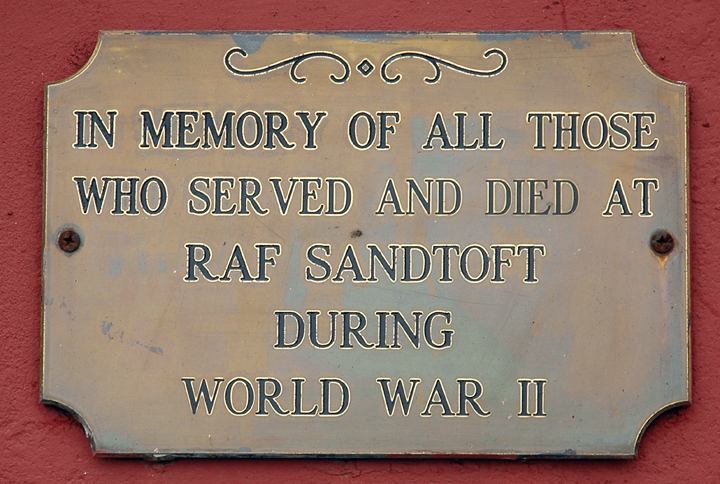 IN MEMORY OF ALL THOSE
WHO SERVED AND DIED AT
RAF SANDTOFT
DURING
WORLD WAR II